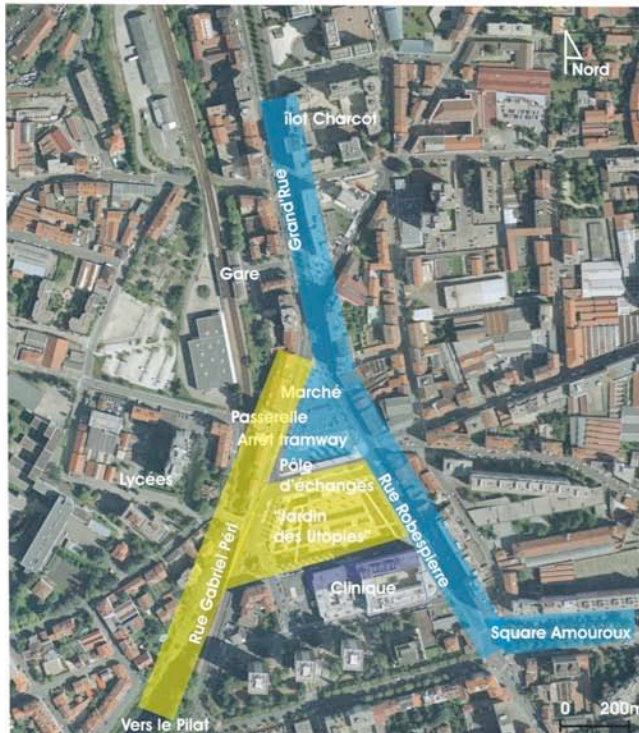 Nord
îlot Charcot
Grand'Rue
Gare
Marché
Passerelle
Arrêt tramway
Pôle
d'échanges
Lycées
"Jardin
des Utopies"
Rue Robespierre
Rue Gabriel Péri
Clinique
Square Amouroux
0 200m
Vers le Pilat